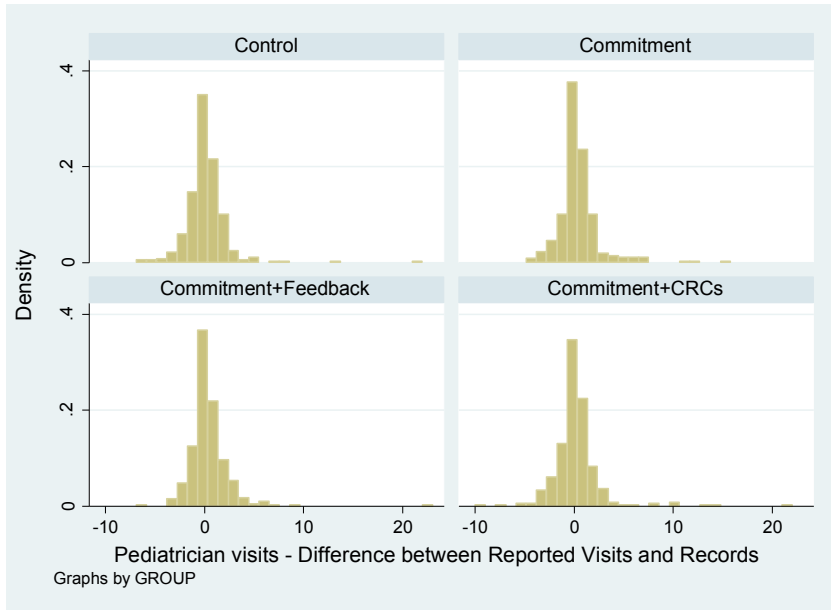 Control
Commitment
.4
.2
0
Commitment+Feedback
Commitment+CRCs
.4
.2
0
Density
-10 0 10 20
-10 0 10 20
Pediatrician visits - Difference between Reported Visits and Records
Graphs by GROUP